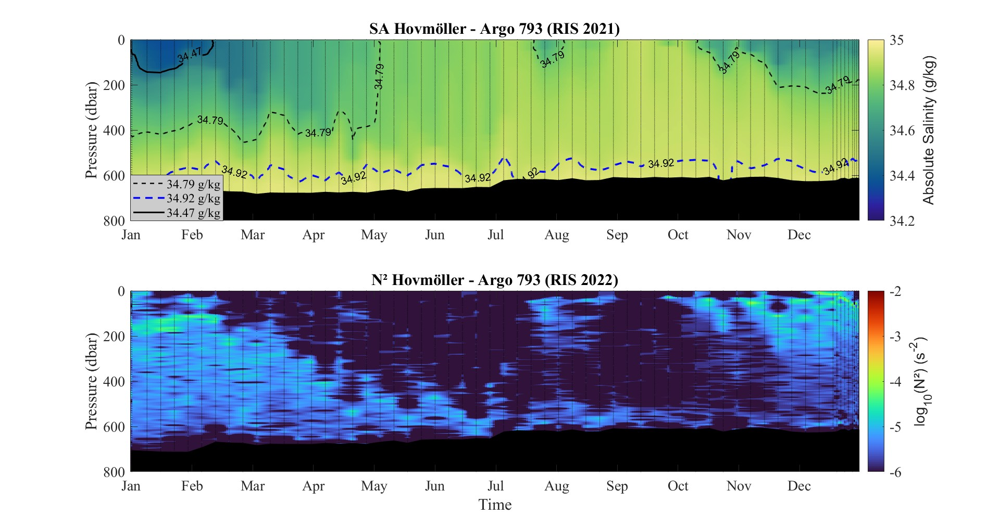 SA Hovmöller - Argo 793 (RIS 2021)
0
200
400
600
800
Pressure (dbar)
34.47
34.79
34.79
34.79
34.79
34.79
34.79
34.92
34.92
34.92
34.92
34.92
34.92
34.79 g/kg
34.92 g/kg
34.47 g/kg
Jan Feb Mar Apr May Jun Jul Aug Sep Oct Nov Dec
35
34.8
34.6
34.4
34.2
Absolute Salinity (g/kg)
N² Hovmöller - Argo 793 (RIS 2022)
0
200
400
600
800
Pressure (dbar)
Jan Feb Mar Apr May Jun Jul Aug Sep Oct Nov Dec
Time
-2
-3
-4
-5
-6
log10(N²) (s-2)